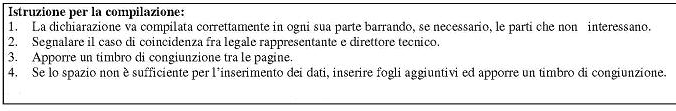 Istruzione per la compilazione:
1. La dichiarazione va compilata correttamente in ogni sua parte barrando, se necessario, le parti che non interessano.
2. Segnalare il caso di coincidenza fra legale rappresentante e direttore tecnico.
3. Apporre un timbro di congiunzione tra le pagine.
4. Se lo spazio non è sufficiente per l'inserimento dei dati, inserire fogli aggiuntivi ed apporre un timbro di congiunzione.